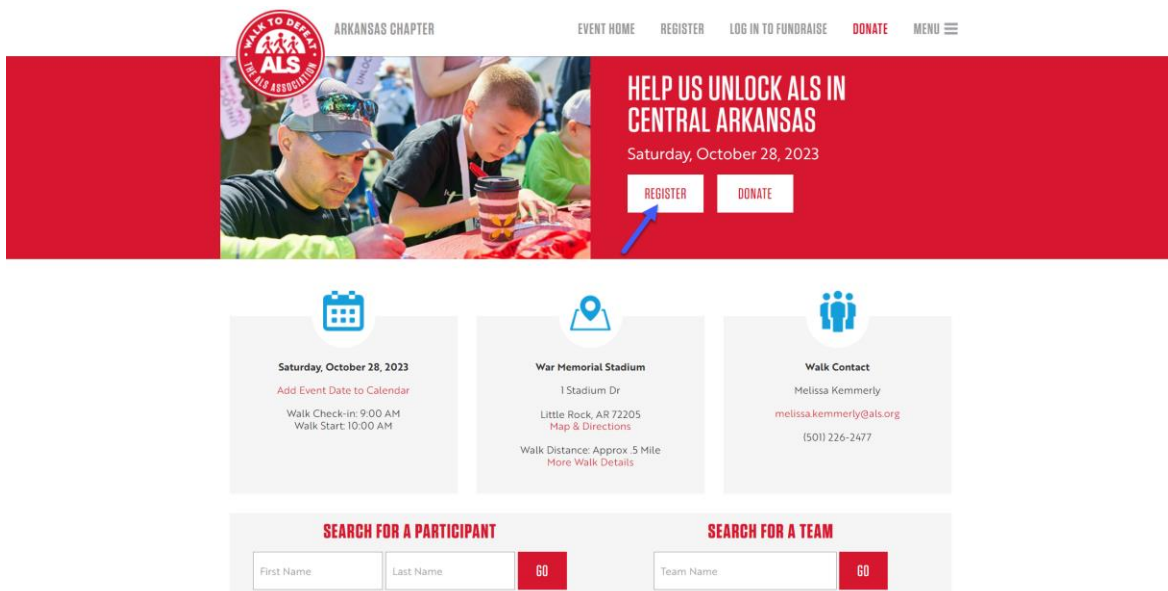 WALK TO DEFEAT
ALS
THE ALS ASSOCIATION
ARKANSAS CHAPTER
EVENT HOME REGISTER LOG IN TO FUNDRAISE DONATE MENU
HELP US UNLOCK ALS IN
CENTRAL ARKANSAS
Saturday, October 28, 2023
REGISTER DONATE
Saturday, October 28, 2023
Add Event Date to Calendar
Walk Check-in: 9:00 AM
Walk Start: 10:00 AM
War Memorial Stadium
1 Stadium Dr
Little Rock, AR 72205
Map & Directions
Walk Distance: Approx .5 Mile
More Walk Details
Walk Contact
Melissa Kemmerly
melissa.kemmerly@als.org
(501) 226-2477
SEARCH FOR A PARTICIPANT
First Name Last Name GO
SEARCH FOR A TEAM
Team Name GO